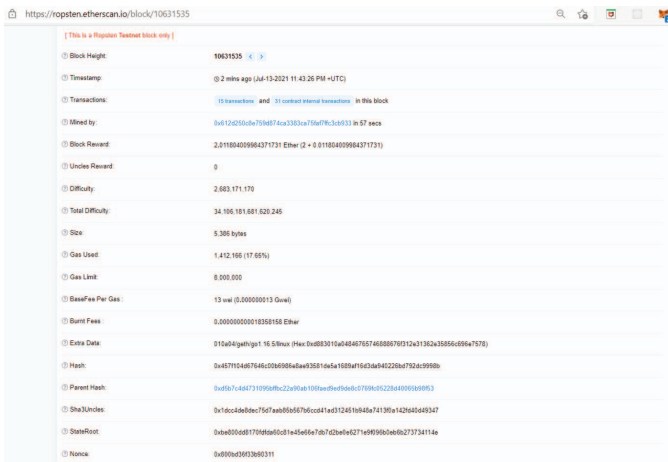 https://ropsten.etherscan.io/block/10631535
[ This is a Ropsten Testnet block only ]
Block Height: 10631535 < >
Timestamp: 2 mins ago (Jul-13-2021 11:43:26 PM +UTC)
Transactions: 15 transactions and 31 contract internal transactions in this block
Mined by: in 57 secs
Block Reward: 2.011804009984371731 Ether (2 + 0.011804009984371731)
Uncles Reward: 0
Difficulty: 2,683,171,170
Total Difficulty: 34,106,181,681,620,245
Size: 5,386 bytes
Gas Used: 1,412,166 (17.65%)
Gas Limit: 8,000,000
BaseFee Per Gas: 13 wei (0.000000013 Gwei)
Burnt Fees: 0.000000000018358158 Ether
Extra Data:
Hash:
Parent Hash:
Sha3Uncles:
StateRoot:
Nonce: 0x800bd36f33b90311